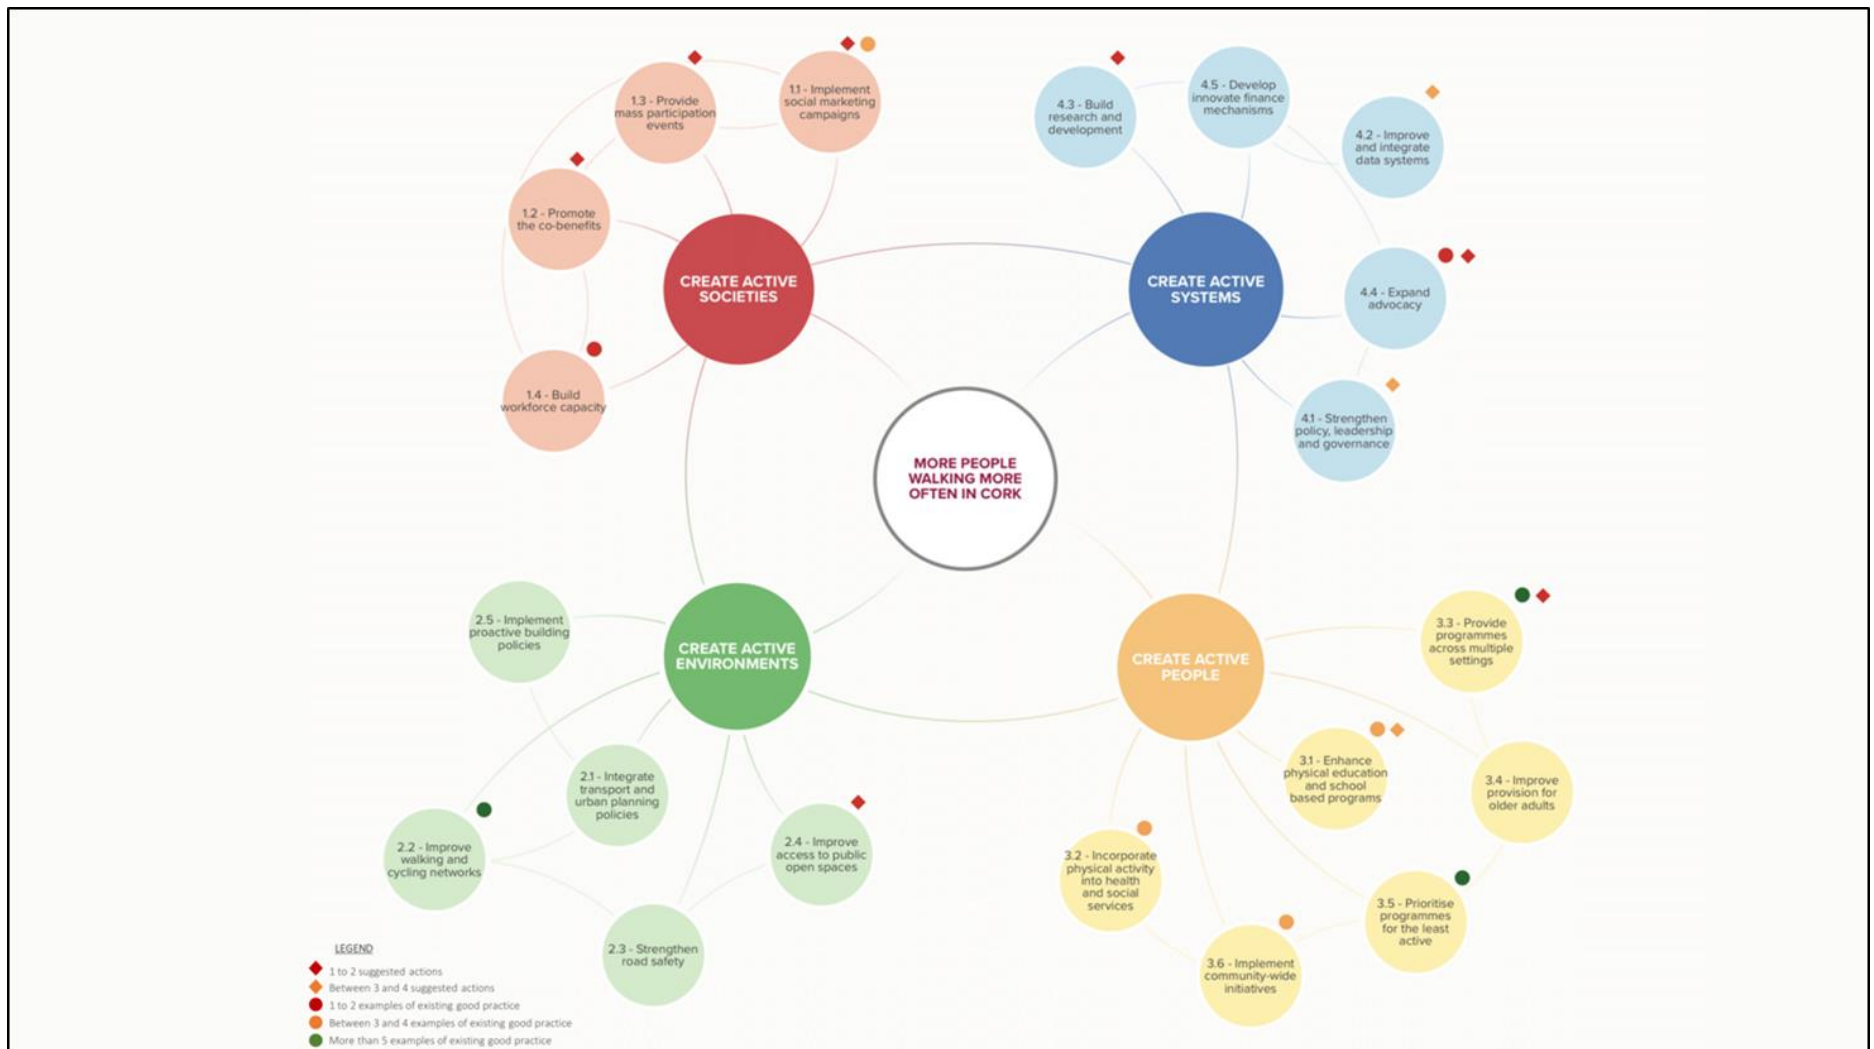 1.3 - Provide
mass participation
events
1.1 - Implement
social marketing
campaigns
1.2 - Promote
the co-benefits
1.4 - Build
workforce capacity
CREATE ACTIVE
SOCIETIES
4.3 - Build
research and
development
4.5 - Develop
innovate finance
mechanisms
4.2 - Improve
and integrate
data systems
4.4 - Expand
advocacy
4.1 - Strengthen
policy, leadership
and governance
CREATE ACTIVE
SYSTEMS
MORE PEOPLE
WALKING MORE
OFTEN IN CORK
2.5 - Implement
proactive building
policies
CREATE ACTIVE
ENVIRONMENTS
2.1 - Integrate
transport and
urban planning
policies
2.2 - Improve
walking and
cycling networks
2.4 - Improve
access to public
open spaces
2.3 - Strengthen
road safety
CREATE ACTIVE
PEOPLE
3.3 - Provide
programmes
across multiple
settings
3.1 - Enhance
physical education
and school
based programs
3.4 - Improve
provision for
older adults
3.2 - Incorporate
physical activity
into health
and social
services
3.5 - Prioritise
programmes
for the least
active
3.6 - Implement
community-wide
initiatives
LEGEND
1 to 2 suggested actions
Between 3 and 4 suggested actions
1 to 2 examples of existing good practice
Between 3 and 4 examples of existing good practice
More than 5 examples of existing good practice